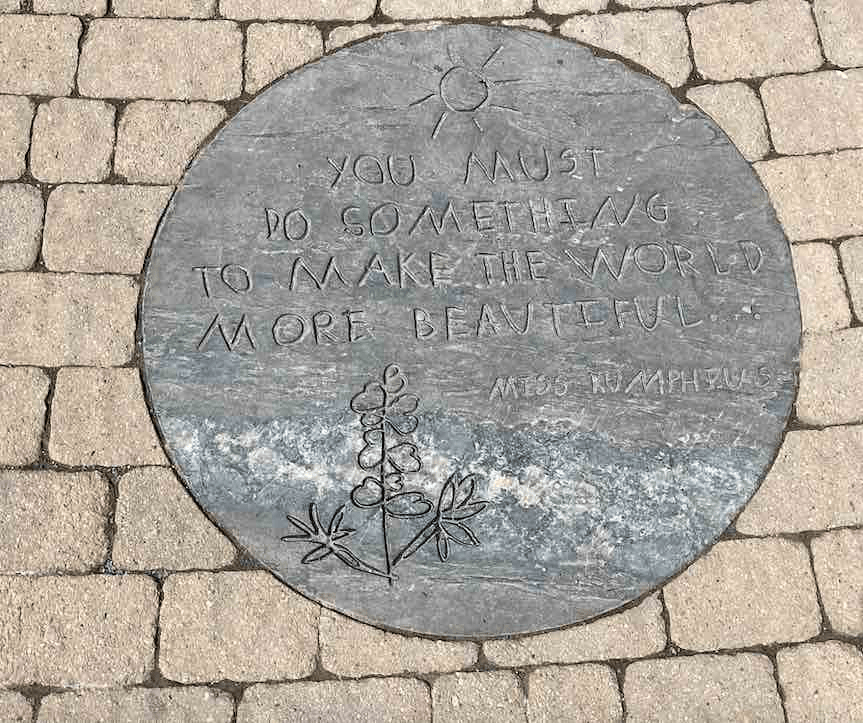 YOU MUST
DO SOMETHING
TO MAKE THE WORLD
MORE BEAUTIFUL...
MISS RUMPHIUS